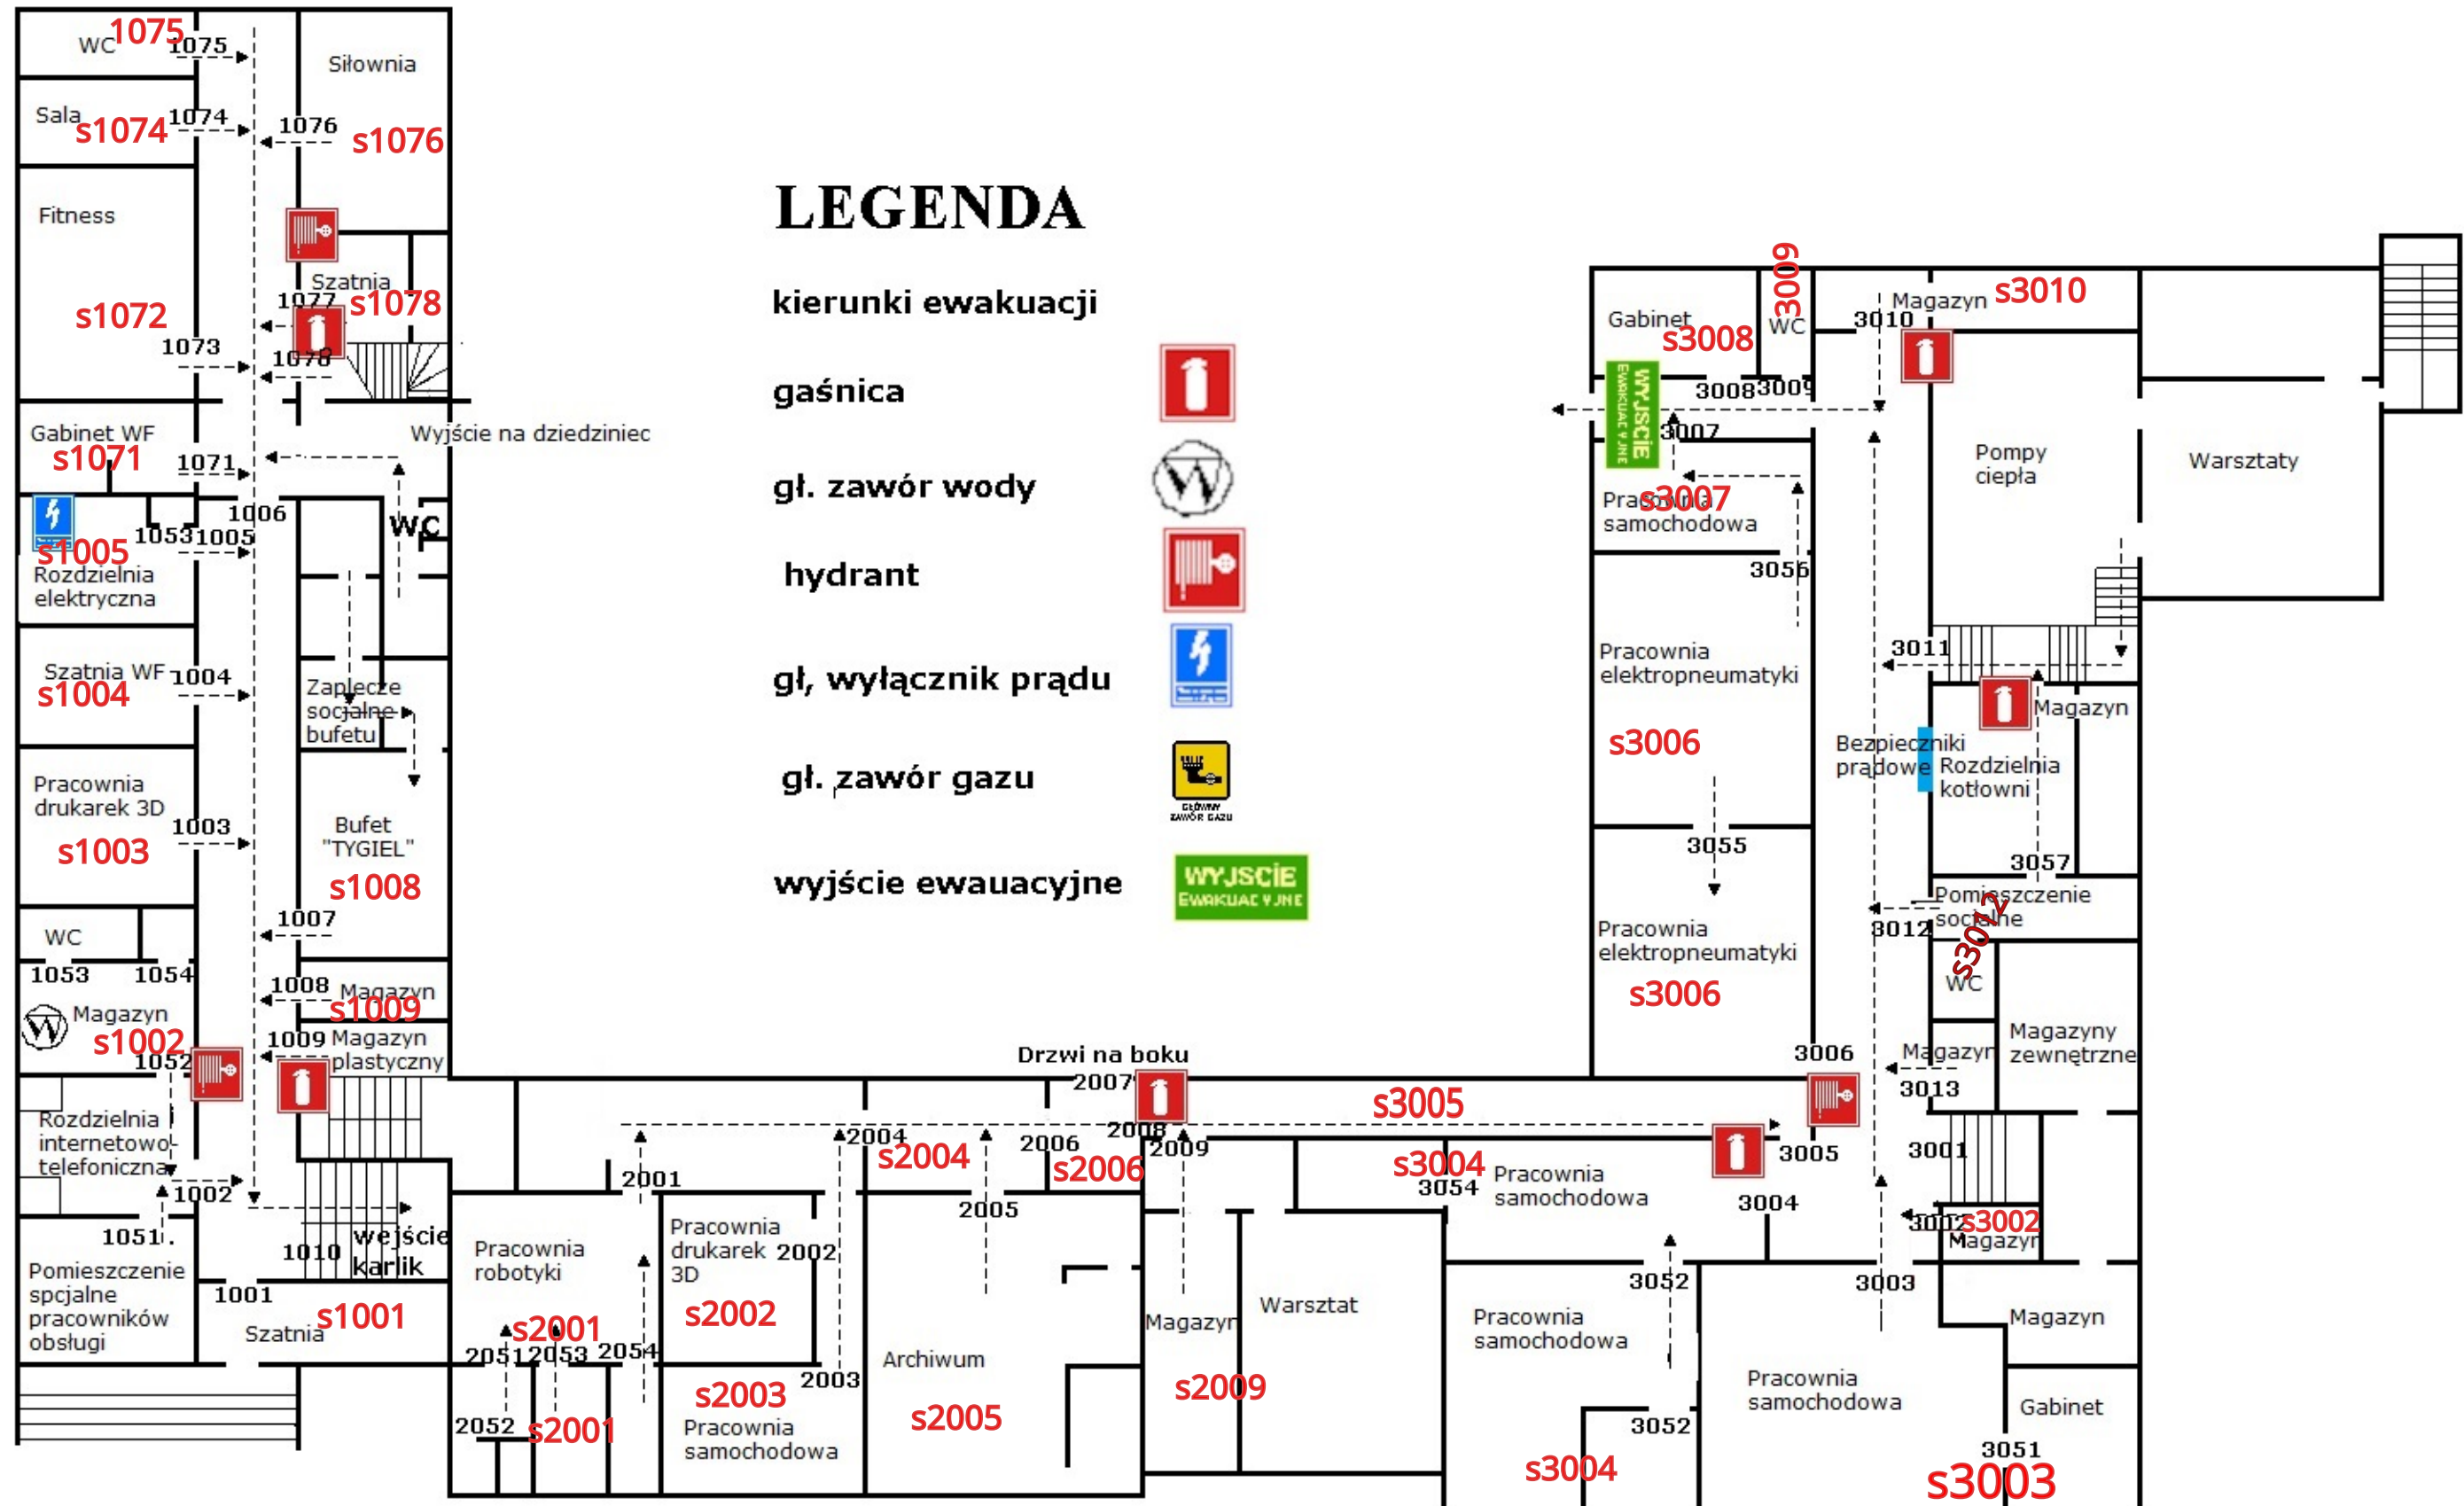 WC
1075
1075
Sala
s1074
1074
1076
Siłownia
s1076
Fitness
s1072
1073
Szatnia
1077
s1078
1078
Gabinet WF
s1071
1071
Wyjście na dziedziniec
1006
WC
1053
1005
s1005
Rozdzielnia
elektryczna
Szatnia WF
s1004
1004
Zaplecze
socjalne
bufetu
Pracownia
drukarek 3D
s1003
1003
Bufet
"TYGIEL"
s1008
1007
WC
1053
1054
1008
Magazyn
s1009
Magazyn
s1002
1052
1009
Magazyn
plastyczny
Rozdzielnia
internetowo-
telefoniczna
1002
1051.
1010
wejście
karlik
Pomieszczenie
spcjalne
pracowników
obsługi
1001
s1001
Szatnia
LEGENDA
kierunki ewakuacji
gaśnica
gł. zawór wody
hydrant
gł, wyłącznik prądu
gł. zawór gazu
GŁÓWNY
ZAWÓR GAZU
wyjście ewauacyjne
WYJSCİE
EWAKUACYJNE
Drzwi na boku
2007
2008
2009
2001
2004
s2004
2006
s2006
2005
Pracownia
robotyki
s2001
2051
2053
2054
2052
s2001
Pracownia
drukarek
3D
2002
s2002
2003
s2003
Pracownia
samochodowa
Archiwum
s2005
Magazyn
s2009
Warsztat
s3005
s3004
3054
Pracownia
samochodowa
3005
3004
3052
Pracownia
samochodowa
3052
s3004
3003
Pracownia
samochodowa
3051
s3003
Gabinet
Magazyn
3001
3002
s3002
Magazyn
Gabinet
s3008
s3009
WC
3008
3009
WYJSCİE
EWAKUACYJNE
3007
s3007
Pracownia
samochodowa
3056
Pracownia
elektropneumatyki
s3006
3055
Pracownia
elektropneumatyki
s3006
3006
Magazyn
s3010
3010
Pompy
ciepła
Warsztaty
3011
Magazyn
Bezpieczniki
prądowe
Rozdzielnia
kotłowni
3057
Pomieszczenie
socjalne
3012
s3012
WC
Magazyn
3013
Magazyny
zewnętrzne